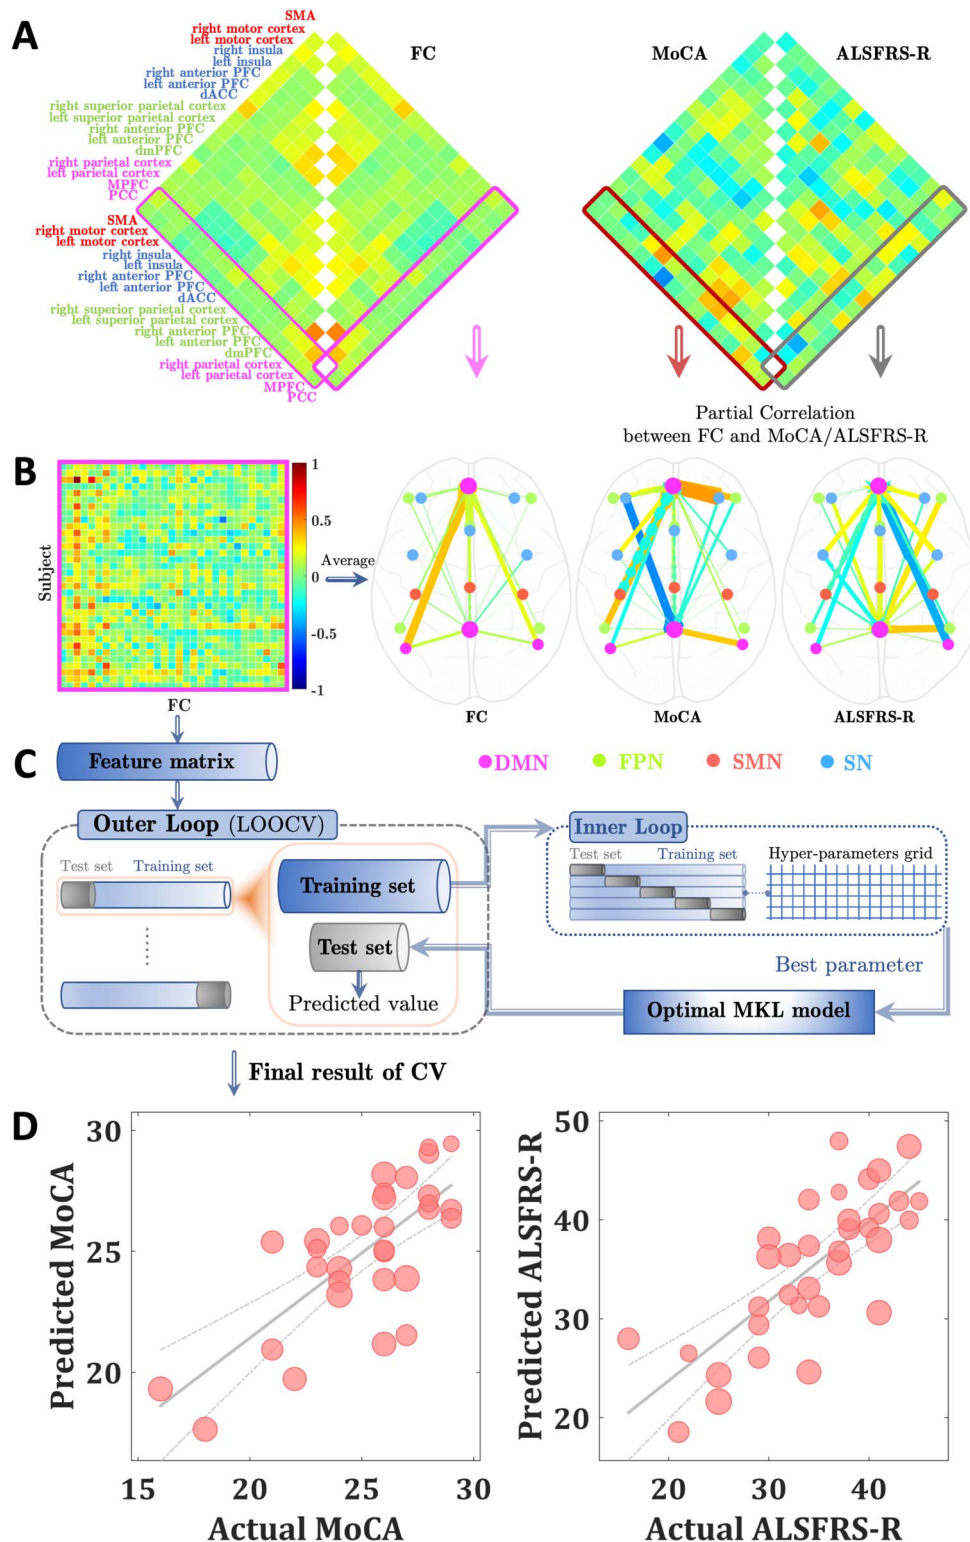 A
SMA
right motor cortex
left motor cortex
right insula
left insula
right anterior PFC
left anterior PFC
dACC
right superior parietal cortex
left superior parietal cortex
right anterior PFC
left anterior PFC
dmPFC
right parietal cortex
left parietal cortex
MPFC
PCC
SMA
right motor cortex
left motor cortex
right insula
left insula
right anterior PFC
left anterior PFC
dACC
right superior parietal cortex
left superior parietal cortex
right anterior PFC
left anterior PFC
dmPFC
right parietal cortex
left parietal cortex
MPFC
PCC
FC
MoCA
ALSFRS-R
Partial Correlation
between FC and MoCA/ALSFRS-R
B
Subject
FC
1
0.5
0
-0.5
-1
Average
FC
MoCA
ALSFRS-R
DMN
FPN
SMN
SN
C
Feature matrix
Outer Loop (LOOCV)
Test set
Training set
Training set
Test set
Predicted value
Inner Loop
Test set
Training set
Hyper-parameters grid
Best parameter
Optimal MKL model
Final result of CV
D
Predicted MoCA
30
25
20
15
20
25
30
Actual MoCA
Predicted ALSFRS-R
50
40
30
20
20
30
40
Actual ALSFRS-R